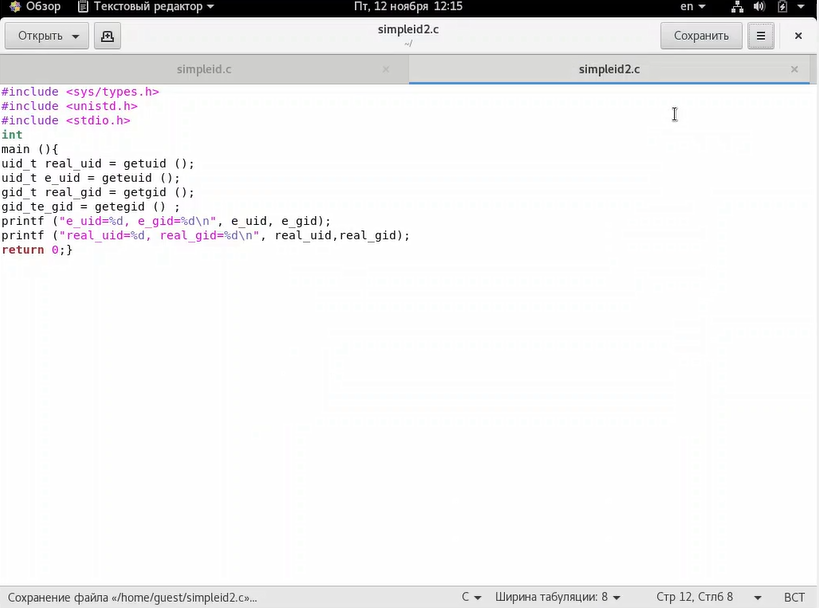 Обзор Текстовый редактор Пт, 12 ноября 12:15 en
Открыть simpleid2.c Сохранить
~/
simpleid.c simpleid2.c
#include <sys/types.h>
#include <unistd.h>
#include <stdio.h>
int
main (){
uid_t real_uid = getuid ();
uid_t e_uid = geteuid ();
gid_t real_gid = getgid ();
gid_te_gid = getegid () ;
printf ("e_uid=%d, e_gid=%d\n", e_uid, e_gid);
printf ("real_uid=%d, real_gid=%d\n", real_uid,real_gid);
return 0;}
Сохранение файла «/home/guest/simpleid2.c»... C Ширина табуляции: 8 Стр 12, Стлб 8 ВСТ